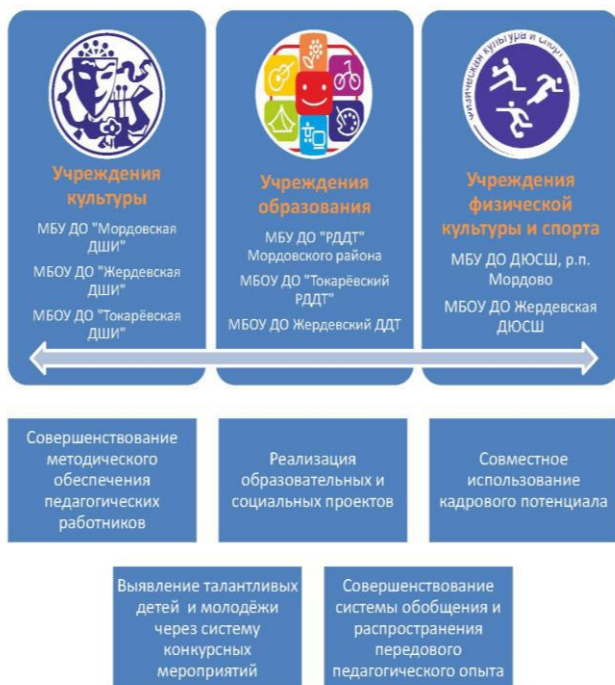 Учреждения
культуры
МБУ ДО "Мордовская
ДШИ"
МБОУ ДО "Жердевская
ДШИ"
МБОУ ДО "Токарёвская
ДШИ"
Учреждения
образования
МБУ ДО "РДДТ"
Мордовского района
МБОУ ДО "Токарёвский
РДДТ"
МБОУ ДО Жердевский ДДТ
Физическая культура и спорт
Учреждения
физической
культуры и спорта
МБУ ДО ДЮСШ, р.п.
Мордово
МБОУ ДО Жердевская
ДЮСШ
Совершенствование
методического
обеспечения
педагогических
работников
Реализация
образовательных и
социальных проектов
Совместное
использование
кадрового потенциала
Выявление талантливых
детей и молодёжи
через систему
конкурсных
мероприятий
Совершенствование
системы обобщения и
распространения
передового
педагогического опыта